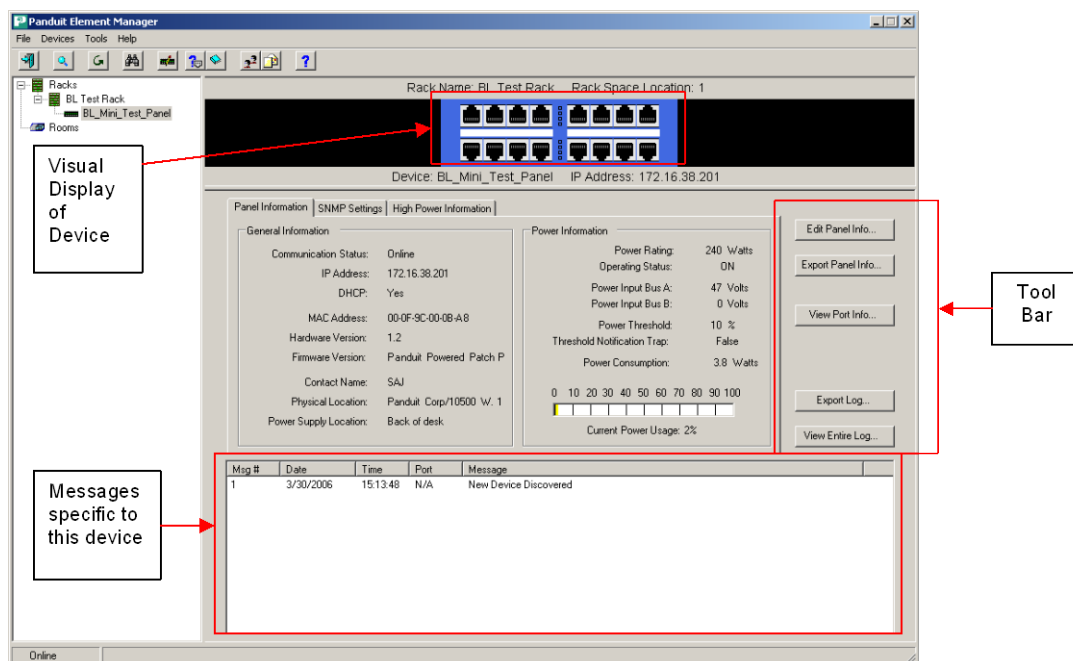 Panduit Element Manager
File Devices Tools Help
Racks
BL Test Rack
BL_Mini_Test_Panel
Rooms
Rack Name: BL_Test Rack Rack Space Location: 1
Device: BL_Mini_Test_Panel IP Address: 172.16.38.201
Visual
Display
of
Device
Panel Information SNMP Settings High Power Information
General Information
Communication Status: Online
IP Address: 172.16.38.201
DHCP: Yes
MAC Address: 00-0F-9C-00-0B-A8
Hardware Version: 1.2
Firmware Version: Panduit Powered Patch P
Contact Name: SAJ
Physical Location: Panduit Corp/10500 W. 1
Power Supply Location: Back of desk
Power Information
Power Rating: 240 Watts
Operating Status: ON
Power Input Bus A: 47 Volts
Power Input Bus B: 0 Volts
Power Threshold: 10 %
Threshold Notification Trap: False
Power Consumption: 3.8 Watts
0 10 20 30 40 50 60 70 80 90 100
Current Power Usage: 2%
Edit Panel Info...
Export Panel Info...
View Port Info...
Export Log...
View Entire Log...
Tool
Bar
Msg # Date Time Port Message
1 3/30/2006 15:13:48 N/A New Device Discovered
Messages
specific to
this device
Online